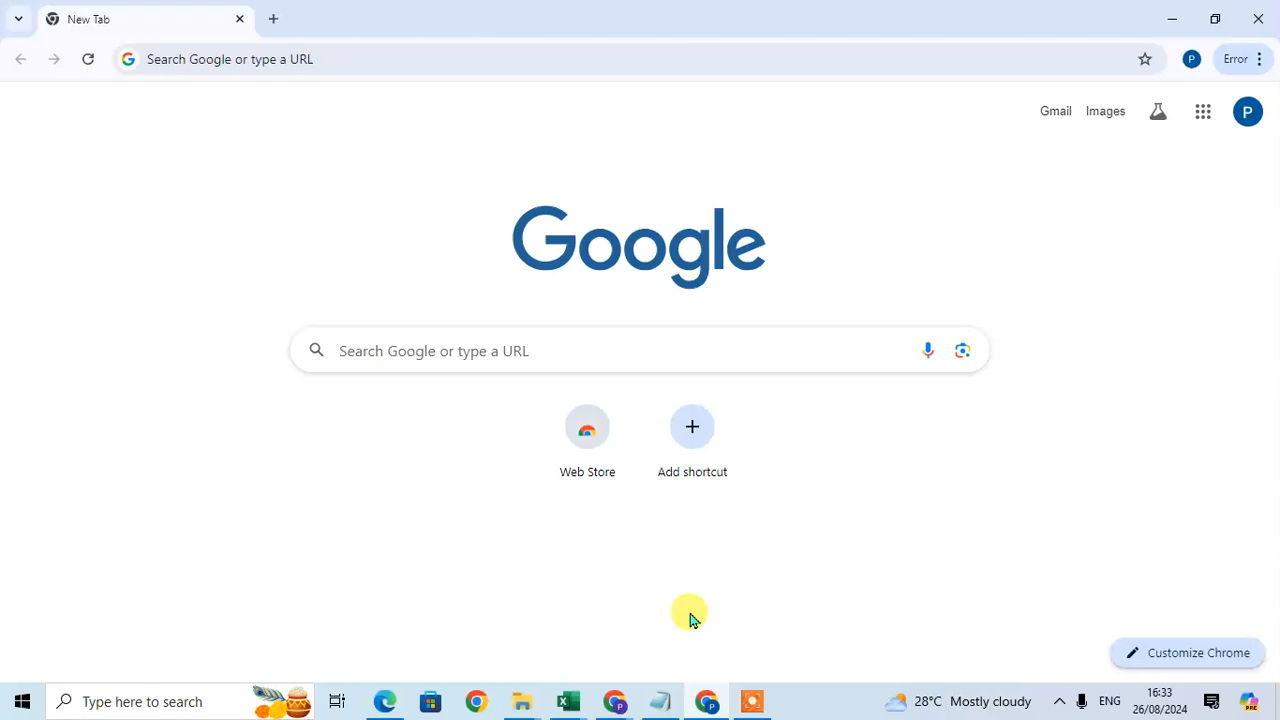 New Tab
Search Google or type a URL
P
Error
Gmail
Images
P
Google
Search Google or type a URL
Web Store
Add shortcut
Customize Chrome
Type here to search
28°C Mostly cloudy
ENG
16:33
26/08/2024